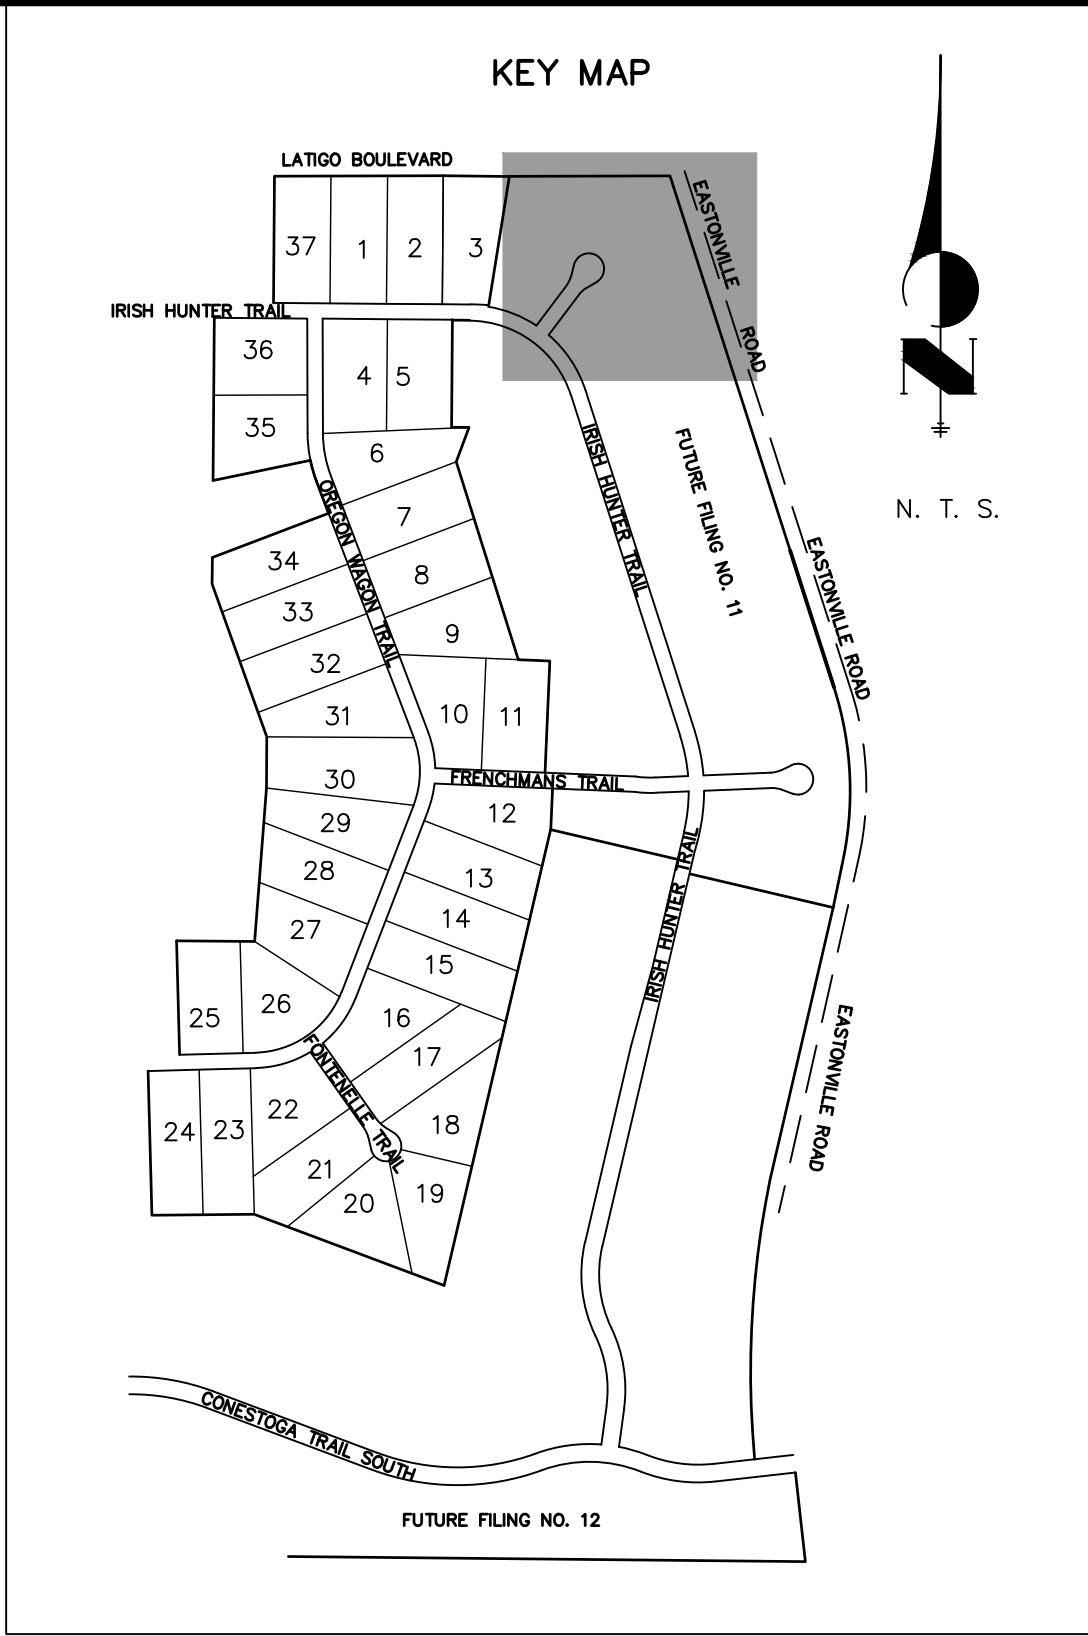 KEY MAP
LATIGO BOULEVARD
EASTONVILLE ROAD
37
1
2
3
IRISH HUNTER TRAIL
36
4
5
35
6
IRISH HUNTER TRAIL
FUTURE FILING NO. 11
N
N. T. S.
OREGON WAGON TRAIL
7
34
8
33
9
EASTONVILLE ROAD
32
31
10
11
30
FRENCHMANS TRAIL
12
29
28
13
IRISH HUNTER TRAIL
14
27
15
26
25
16
EASTONVILLE ROAD
17
FONTENELLE TRAIL
22
18
24
23
21
19
20
CONESTOGA TRAIL SOUTH
FUTURE FILING NO. 12